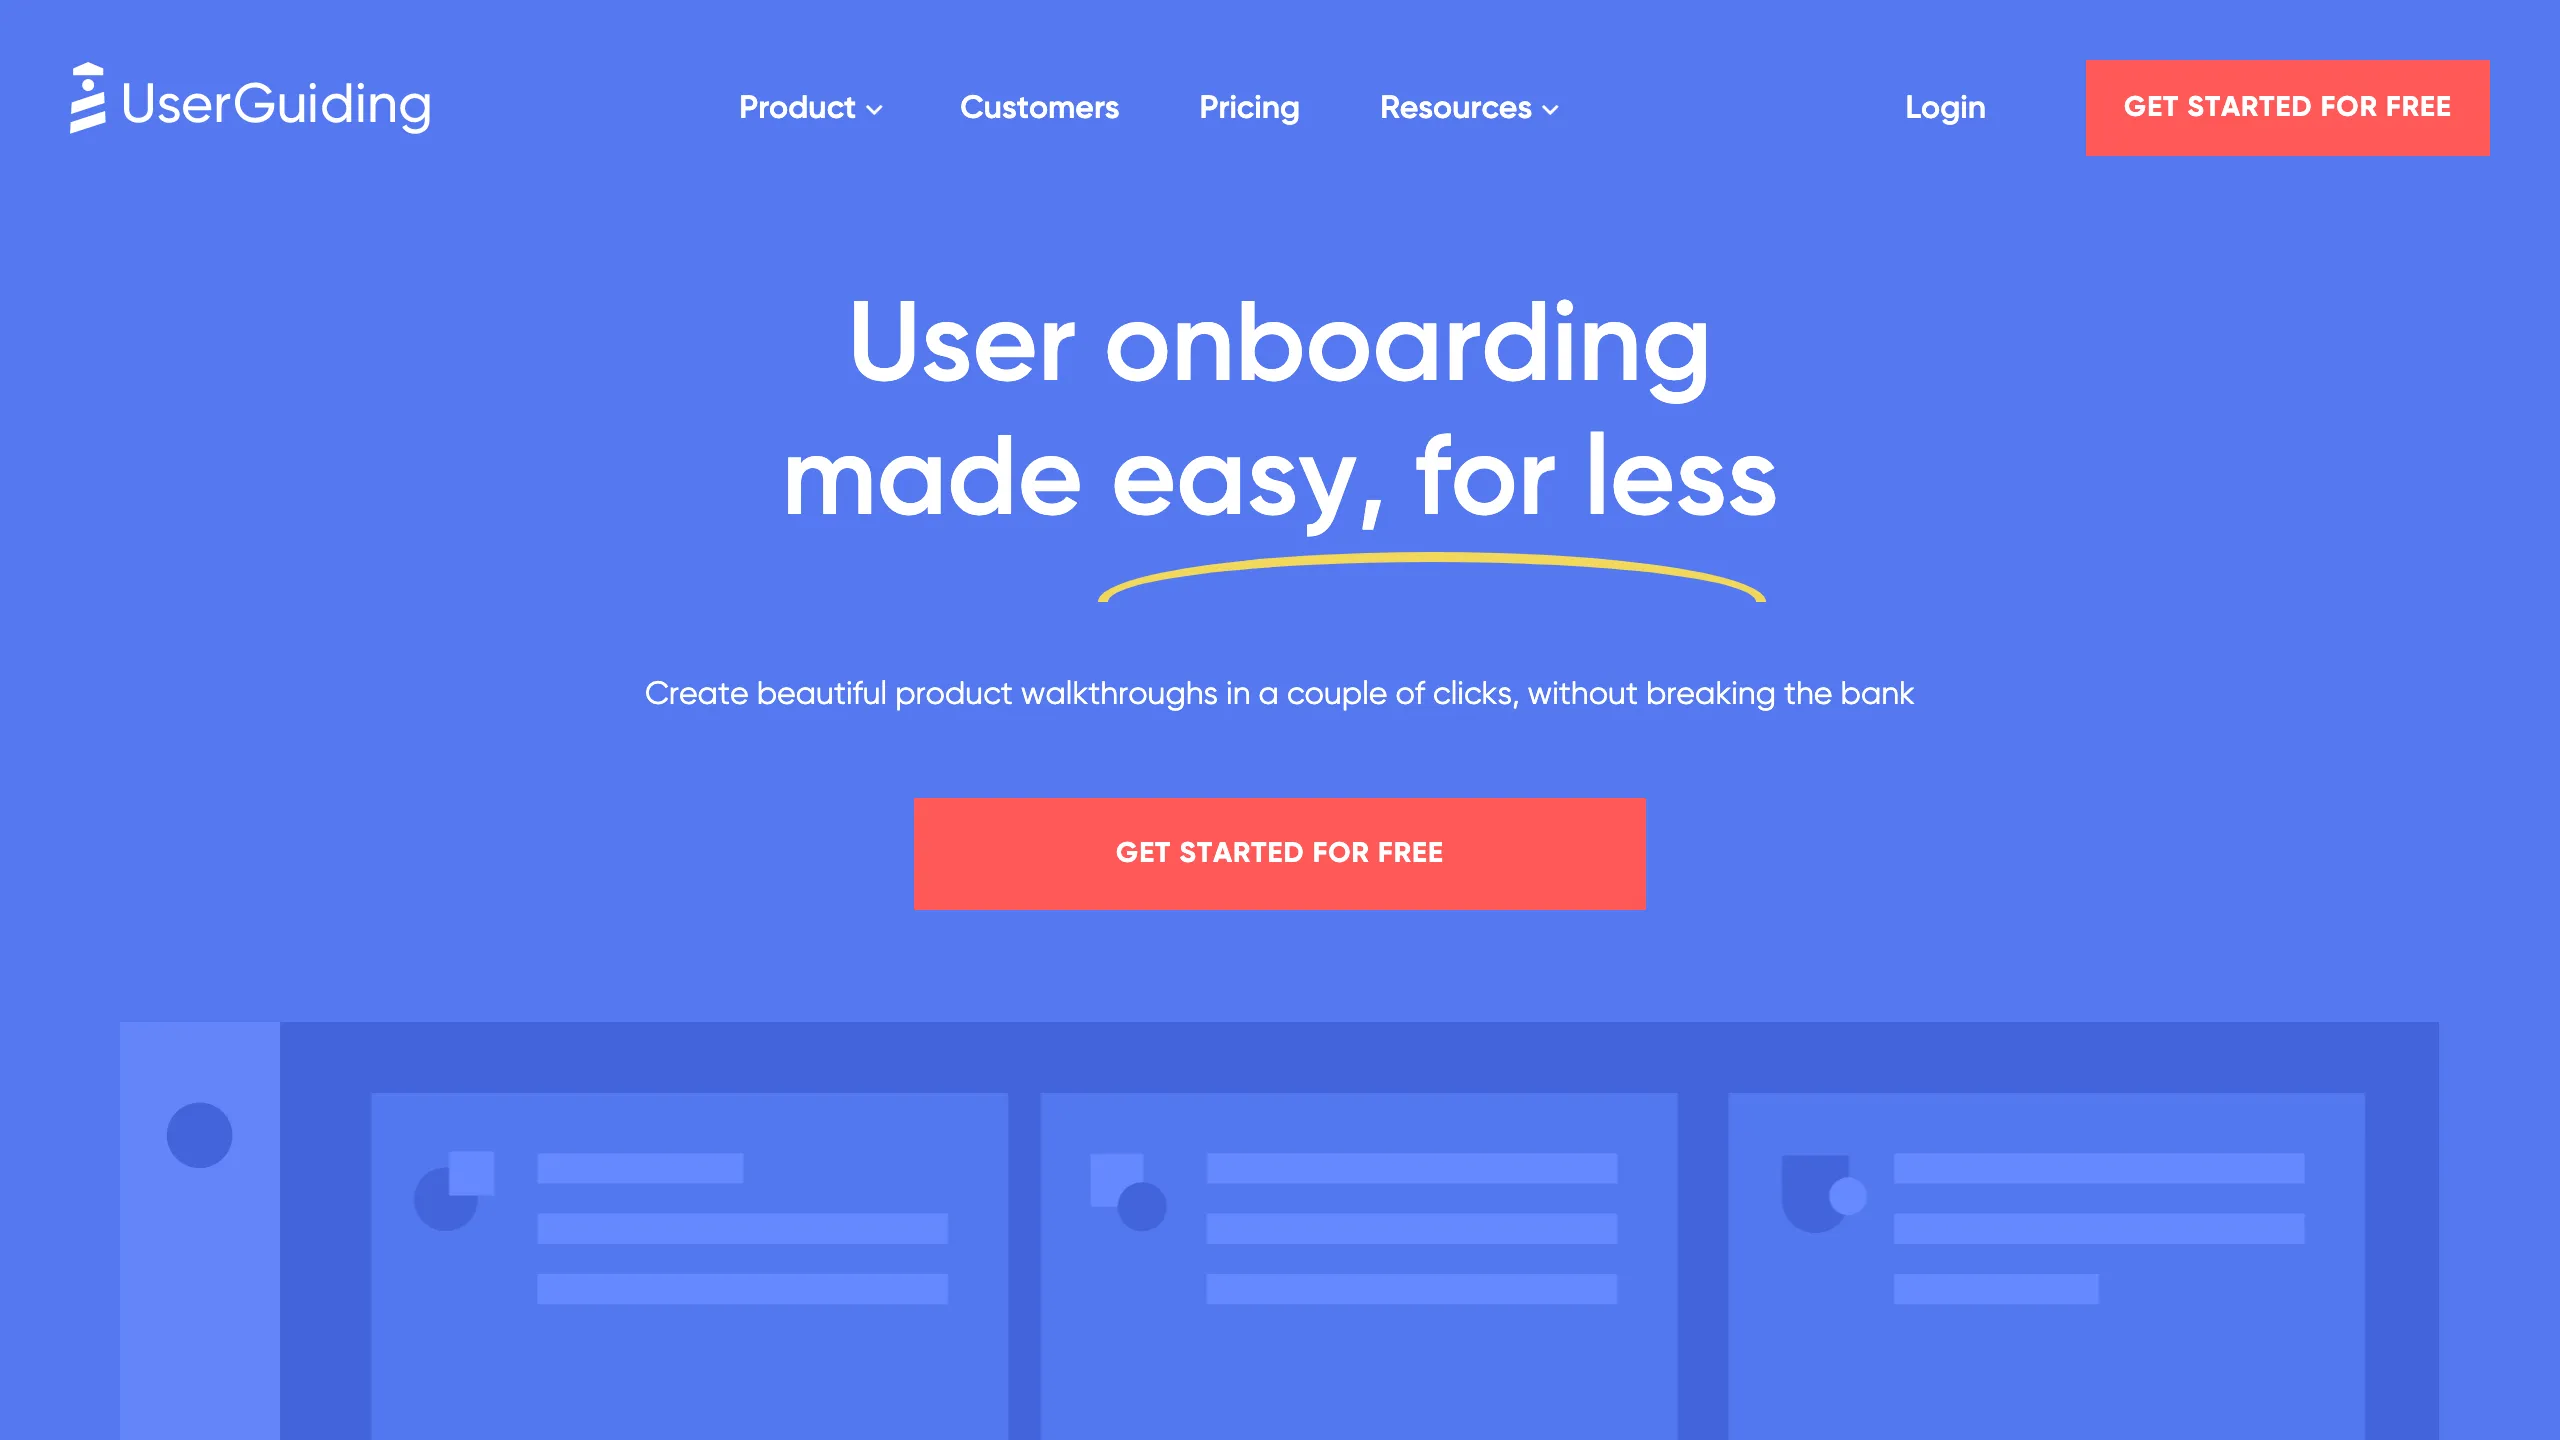 UserGuiding
Product
Customers
Pricing
Resources
Login
GET STARTED FOR FREE
User onboarding
made easy, for less
Create beautiful product walkthroughs in a couple of clicks, without breaking the bank
GET STARTED FOR FREE